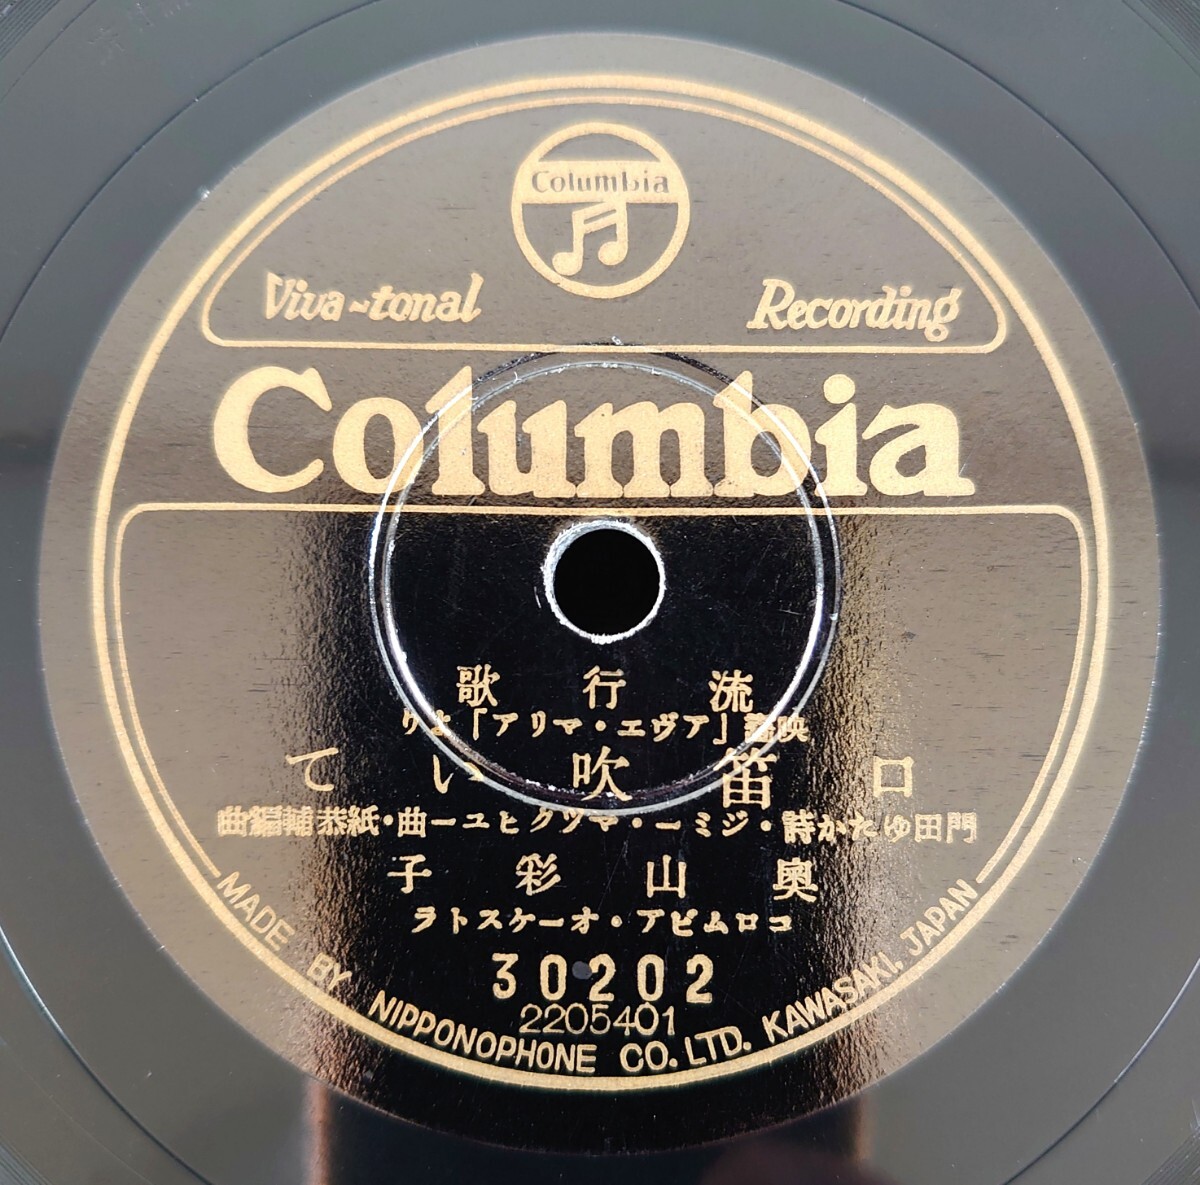 Columbia
Viva-tonal Recording
Columbia
流行歌
映畫「アヴエ・マリア」より
口笛吹いて
門田ゆたか詩・ジミー・マツクヒユー曲・紙恭輔編曲
奥山彩子
コロムビア・オーケストラ
30202
2205401
MADE BY NIPPONOPHONE CO. LTD. KAWASAKI, JAPAN